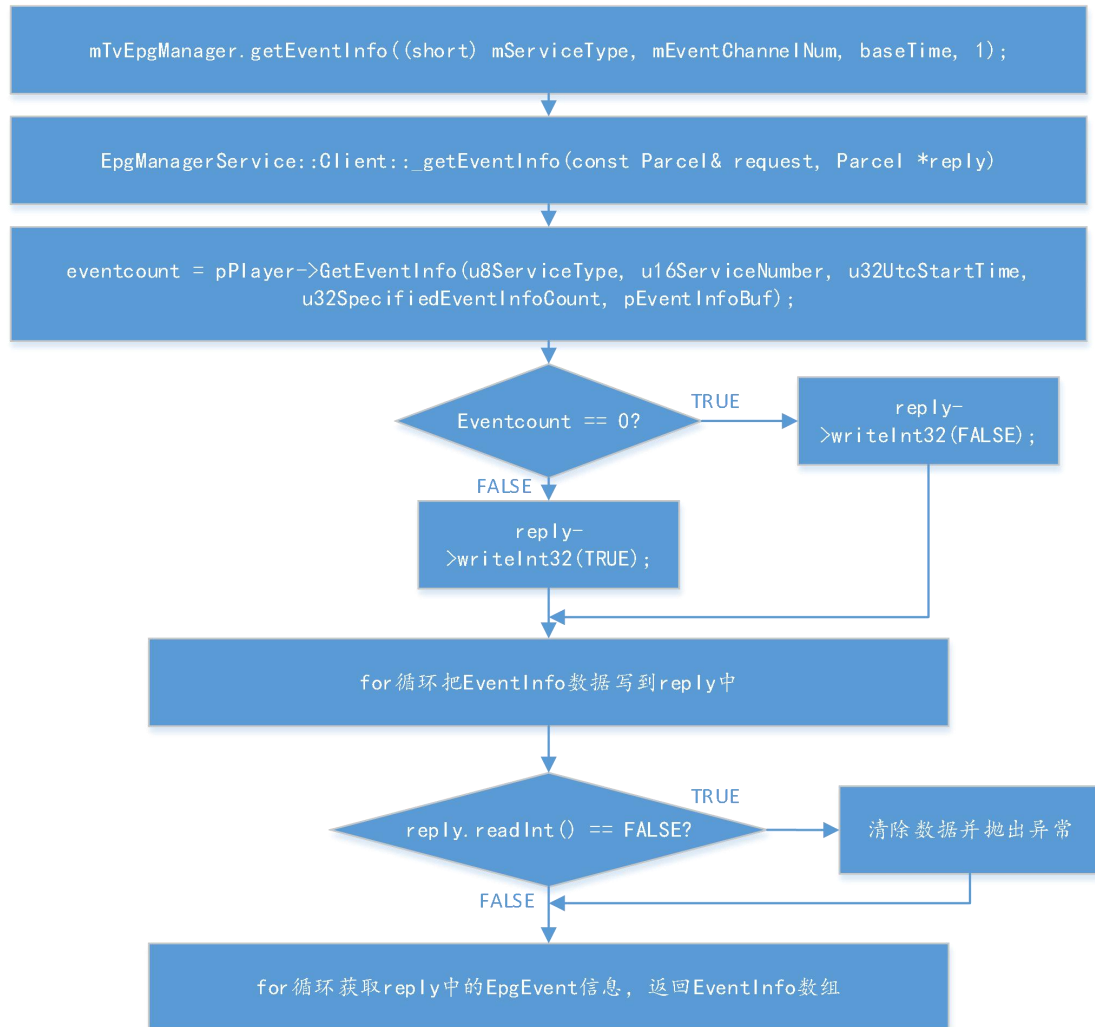 mTvEpgManager.getEventInfo((short) mServiceType, mEventChannelNum, baseTime, 1);
EpgManagerService::Client::_getEventInfo(const Parcel& request, Parcel *reply)
eventcount = pPlayer->GetEventInfo(u8ServiceType, u16ServiceNumber, u32UtcStartTime,
u32SpecifiedEventInfoCount, pEventInfoBuf);
Eventcount == 0?
TRUE
reply-
>writeInt32(FALSE);
FALSE
reply-
>writeInt32(TRUE);
for循环把EventInfo数据写到reply中
reply.readInt() == FALSE?
TRUE
清除数据并抛出异常
FALSE
for循环获取reply中的EpgEvent信息, 返回EventInfo数组